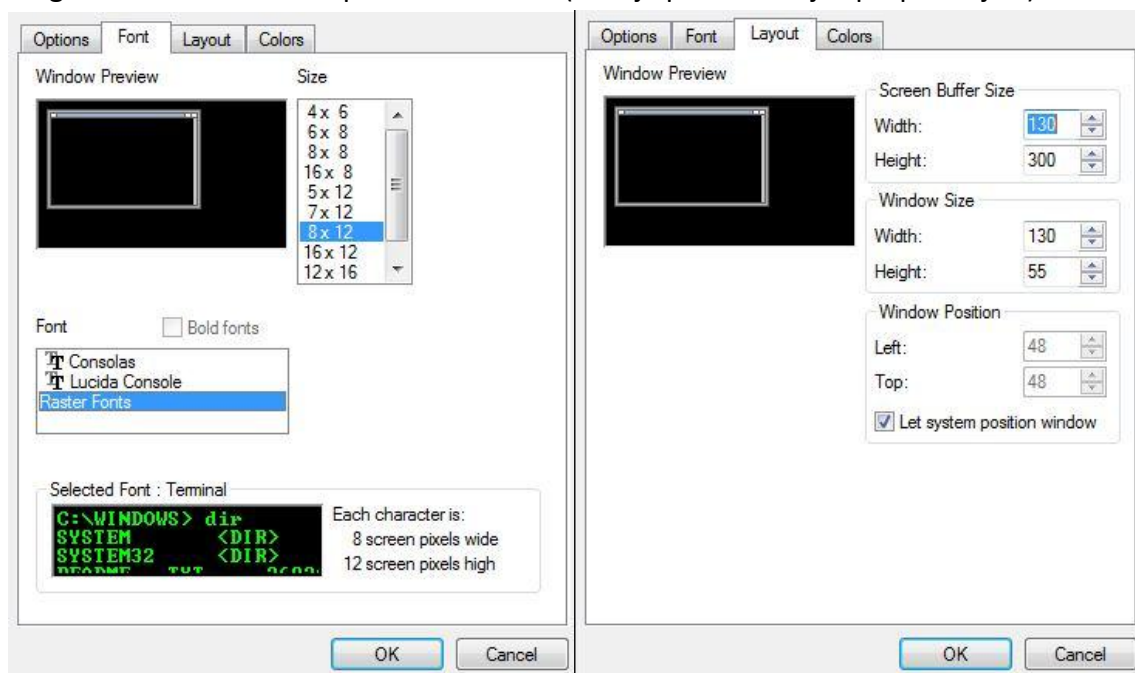 Options Font Layout Colors
Window Preview
Size
4 x 6
6 x 8
8 x 8
16 x 8
5 x 12
7 x 12
8 x 12
16 x 12
12 x 16
Font
Bold fonts
Consolas
Lucida Console
Raster Fonts
Selected Font : Terminal
C:\WINDOWS> dir
SYSTEM <DIR>
SYSTEM32 <DIR>
Each character is:
8 screen pixels wide
12 screen pixels high
OK Cancel
Options Font Layout Colors
Window Preview
Screen Buffer Size
Width: 130
Height: 300
Window Size
Width: 130
Height: 55
Window Position
Left: 48
Top: 48
Let system position window
OK Cancel